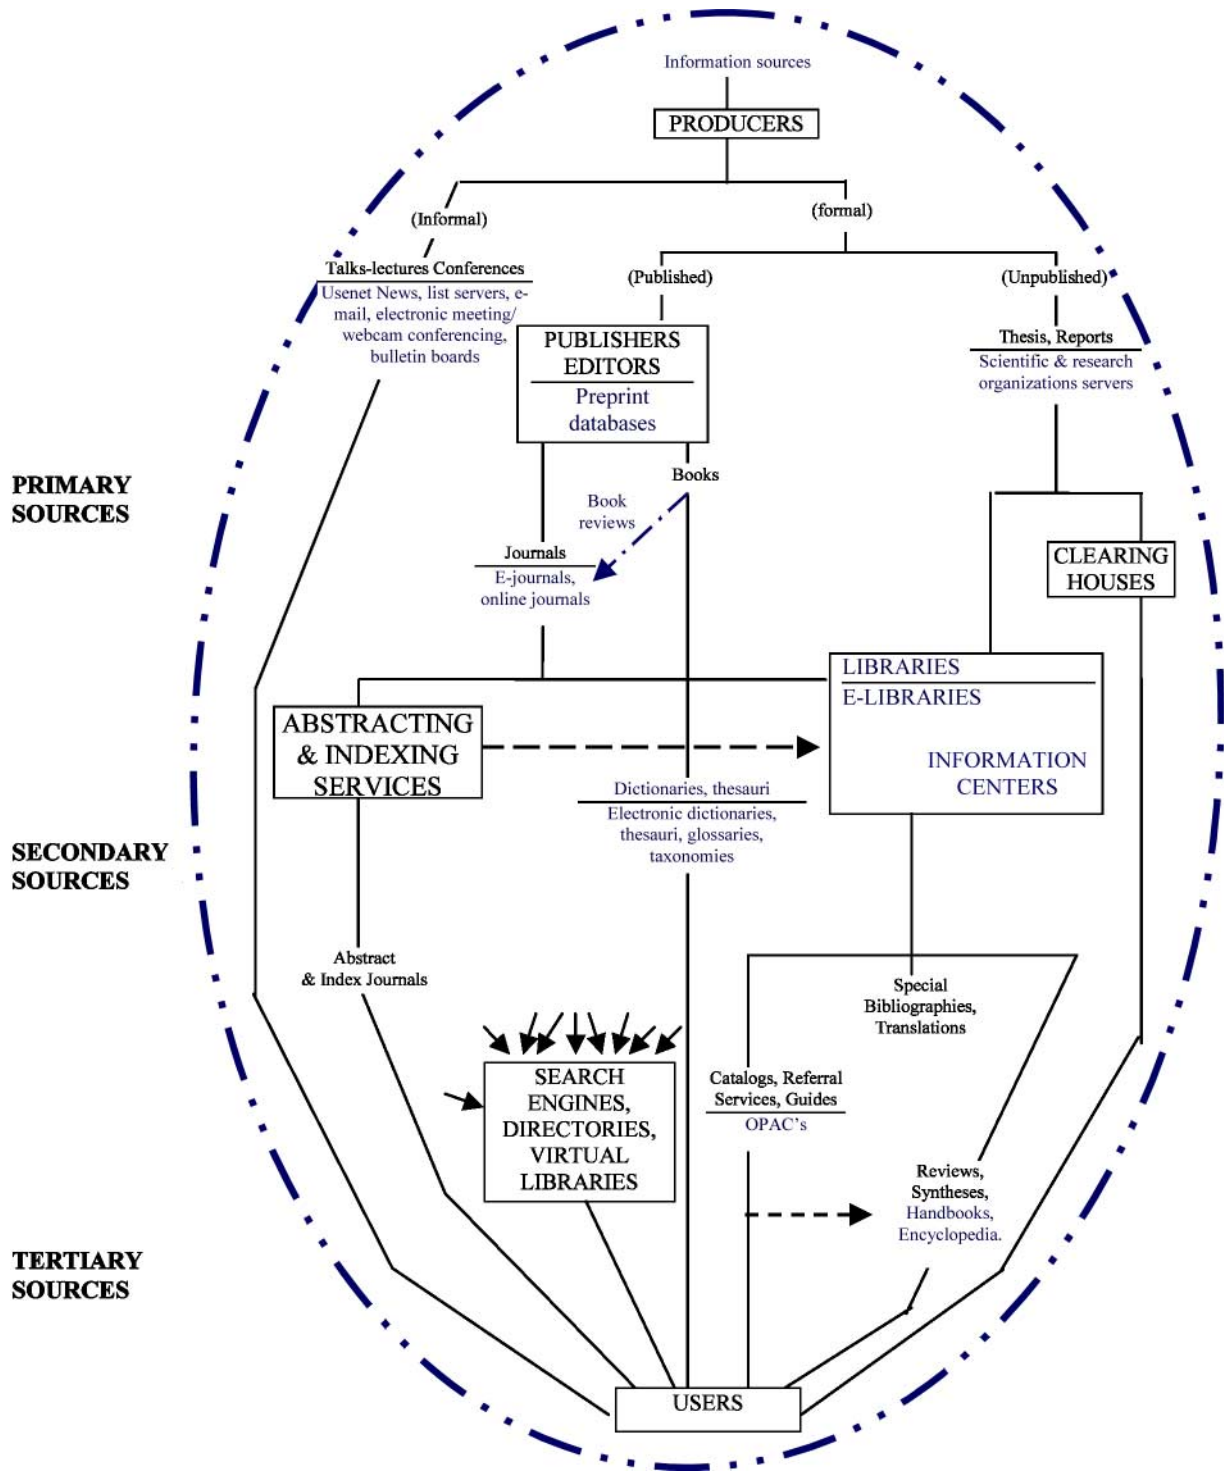 Information sources
PRODUCERS
(Informal)
(formal)
Talks-lectures Conferences
Usenet News, list servers, e-
mail, electronic meeting/
webcam conferencing,
bulletin boards
(Published)
(Unpublished)
PUBLISHERS
EDITORS
Preprint
databases
Thesis, Reports
Scientific & research
organizations servers
PRIMARY
SOURCES
Books
Book
reviews
Journals
E-journals,
online journals
CLEARING
HOUSES
LIBRARIES
E-LIBRARIES
INFORMATION
CENTERS
ABSTRACTING
& INDEXING
SERVICES
Dictionaries, thesauri
Electronic dictionaries,
thesauri, glossaries,
taxonomies
SECONDARY
SOURCES
Abstract
& Index Journals
Special
Bibliographies,
Translations
SEARCH
ENGINES,
DIRECTORIES,
VIRTUAL
LIBRARIES
Catalogs, Referral
Services, Guides
OPAC's
Reviews,
Syntheses,
Handbooks,
Encyclopedia.
TERTIARY
SOURCES
USERS